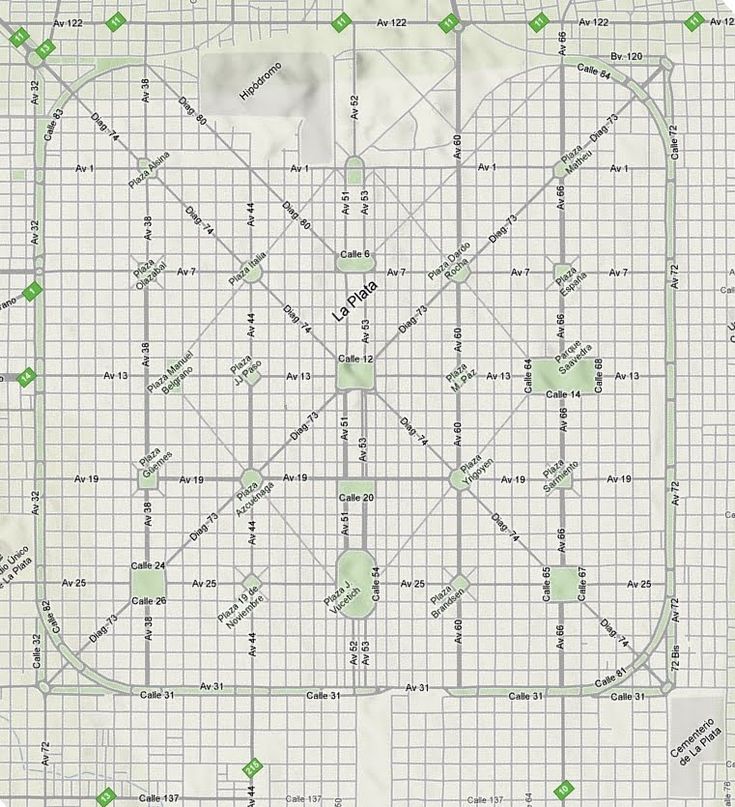 11
13
Av 122
11
11
Av 122
11
11
Av 122
11
Av 12
Av 66
Bv. 120
Calle 84
Hipódromo
Av 32
Calle 83
Av 38
Diag. 74
Diag. 80
Av 52
Av 60
Diag. 73
Calle 72
Av 1
Plaza Alsina
Av 1
Av 1
Plaza
Matheu
Av 1
Av 32
Av 38
Diag. 74
Av 44
Diag. 80
Av 51
Av 53
Av 66
Diag. 73
Plaza
Olazabal
Av 7
Plaza Italia
Calle 6
Av 7
Plaza Dardo
Rocha
Av 7
Plaza
España
Av 7
Av 72
1
La Plata
Av 38
Av 44
Diag. 74
Av 53
Diag. 73
Av 60
Av 66
14
Av 13
Plaza Manuel
Belgrano
Plaza
JJ Paso
Av 13
Calle 12
Plaza
M. Paz
Av 13
Calle 64
Parque
Saavedra
Calle 68
Av 13
Calle 14
Diag. 73
Av 51
Av 53
Diag. 74
Av 60
Av 66
Av 19
Plaza
Güemes
Av 19
Plaza
Azcuénaga
Av 19
Calle 20
Plaza
Yrigoyen
Av 19
Plaza
Sarmiento
Av 19
Av 72
Av 32
Av 38
Diag. 73
Av 44
Av 51
Diag. 74
Av 66
dio Único
e La Plata
Av 25
Calle 24
Calle 26
Av 25
Plaza 19 de
Noviembre
Plaza J.
Vucetich
Calle 54
Av 25
Plaza
Brandsen
Calle 65
Calle 67
Av 25
Av 72
Calle 82
Calle 32
Diag. 73
Av 38
Av 44
Av 52
Av 53
Av 60
Av 66
Diag. 74
72 Bis
Calle 81
Calle 31
Av 31
Calle 31
Av 31
Calle 31
Calle 31
Cementerio
de La Plata
Av 72
215
13
Calle 137
Av 44
Calle 137
Calle 137
10